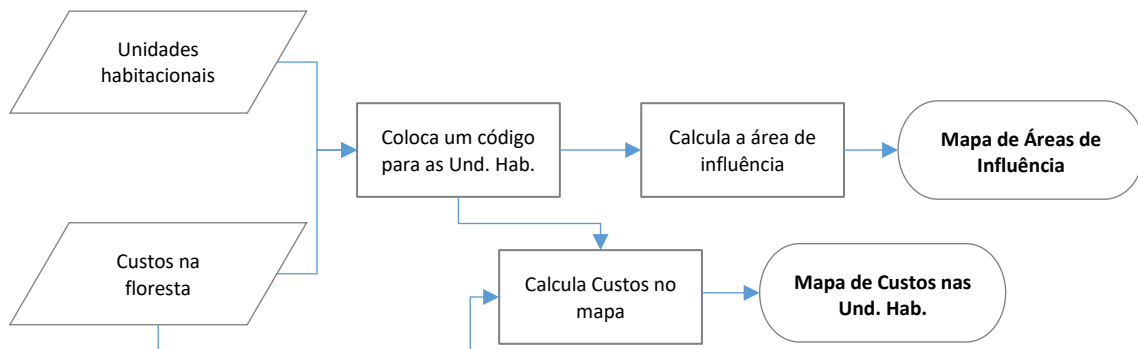 Unidades
habitacionais
Coloca um código
para as Und. Hab.
Calcula a área de
influência
Mapa de Áreas de
Influência
Custos na
floresta
Calcula Custos no
mapa
Mapa de Custos nas
Und. Hab.